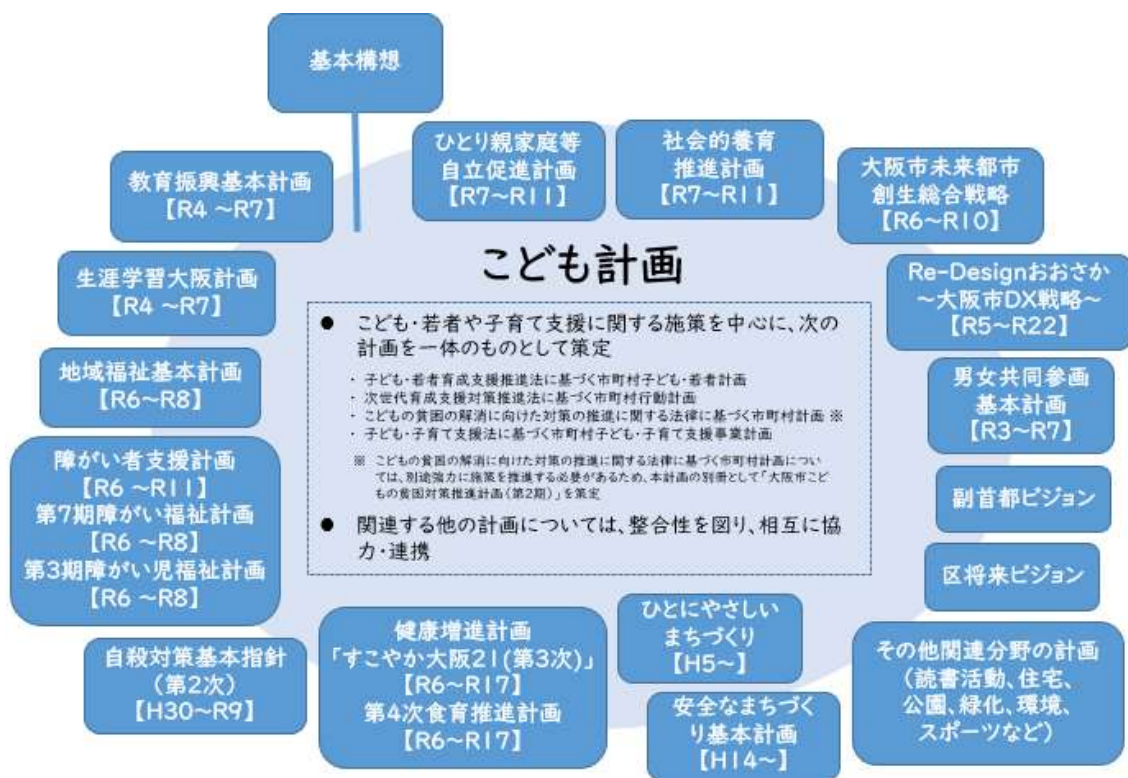 基本構想
ひとり親家庭等
自立促進計画
【R7～R11】
社会的養育
推進計画
【R7～R11】
教育振興基本計画
【R4 ～R7】
大阪市未来都市
創生総合戦略
【R6～R10】
生涯学習大阪計画
【R4 ～R7】
Re-Designおおさか
～大阪市DX戦略～
【R5～R22】
地域福祉基本計画
【R6～R8】
男女共同参画
基本計画
【R3～R7】
障がい者支援計画
【R6 ～R11】
第7期障がい福祉計画
【R6 ～R8】
第3期障がい児福祉計画
【R6 ～R8】
副首都ビジョン
区将来ビジョン
こども計画
● こども・若者や子育て支援に関する施策を中心に、次の
計画を一体のものとして策定
・ 子ども・若者育成支援推進法に基づく市町村子ども・若者計画
・ 次世代育成支援対策推進法に基づく市町村行動計画
・ こどもの貧困の解消に向けた対策の推進に関する法律に基づく市町村計画 ※
・ 子ども・子育て支援法に基づく市町村子ども・子育て支援事業計画
※ こどもの貧困の解消に向けた対策の推進に関する法律に基づく市町村計画につい
ては、別途強力に施策を推進する必要があるため、本計画の別冊として「大阪市こど
もの貧困対策推進計画（第2期）」を策定
● 関連する他の計画については、整合性を図り、相互に協
力・連携
自殺対策基本指針
（第2次）
【H30～R9】
健康増進計画
「すこやか大阪21(第3次)」
【R6～R17】
第4次食育推進計画
【R6～R17】
ひとにやさしい
まちづくり
【H5～】
安全なまちづく
り基本計画
【H14～】
その他関連分野の計画
（読書活動、住宅、
公園、緑化、環境、
スポーツなど）